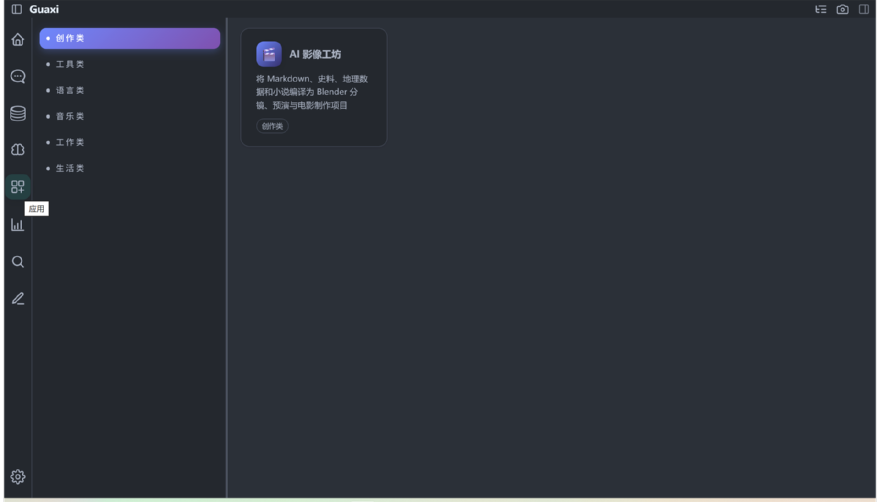 Guaxi
创作类
工具类
语言类
音乐类
工作类
生活类
应用
AI 影像工坊
将 Markdown、史料、地理数
据和小说编译为 Blender 分
镜、预演与电影制作项目
创作类